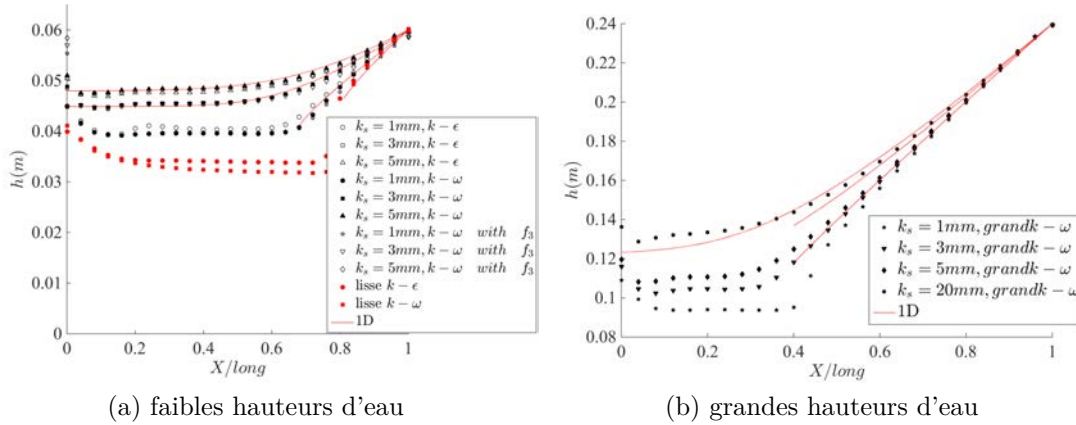 0.06
0.05
0.04
0.03
0.02
0.01
0
h(m)
0 0.2 0.4 0.6 0.8 1
X/long
k_s = 1mm, k − ϵ
k_s = 3mm, k − ϵ
k_s = 5mm, k − ϵ
k_s = 1mm, k − ω
k_s = 3mm, k − ω
k_s = 5mm, k − ω
k_s = 1mm, k − ω with f_3
k_s = 3mm, k − ω with f_3
k_s = 5mm, k − ω with f_3
lisse k − ϵ
lisse k − ω
1D
(a) faibles hauteurs d'eau
0.24
0.22
0.2
0.18
0.16
0.14
0.12
0.1
0.08
h(m)
0 0.2 0.4 0.6 0.8 1
X/long
k_s = 1mm, grandk − ω
k_s = 3mm, grandk − ω
k_s = 5mm, grandk − ω
k_s = 20mm, grandk − ω
1D
(b) grandes hauteurs d'eau